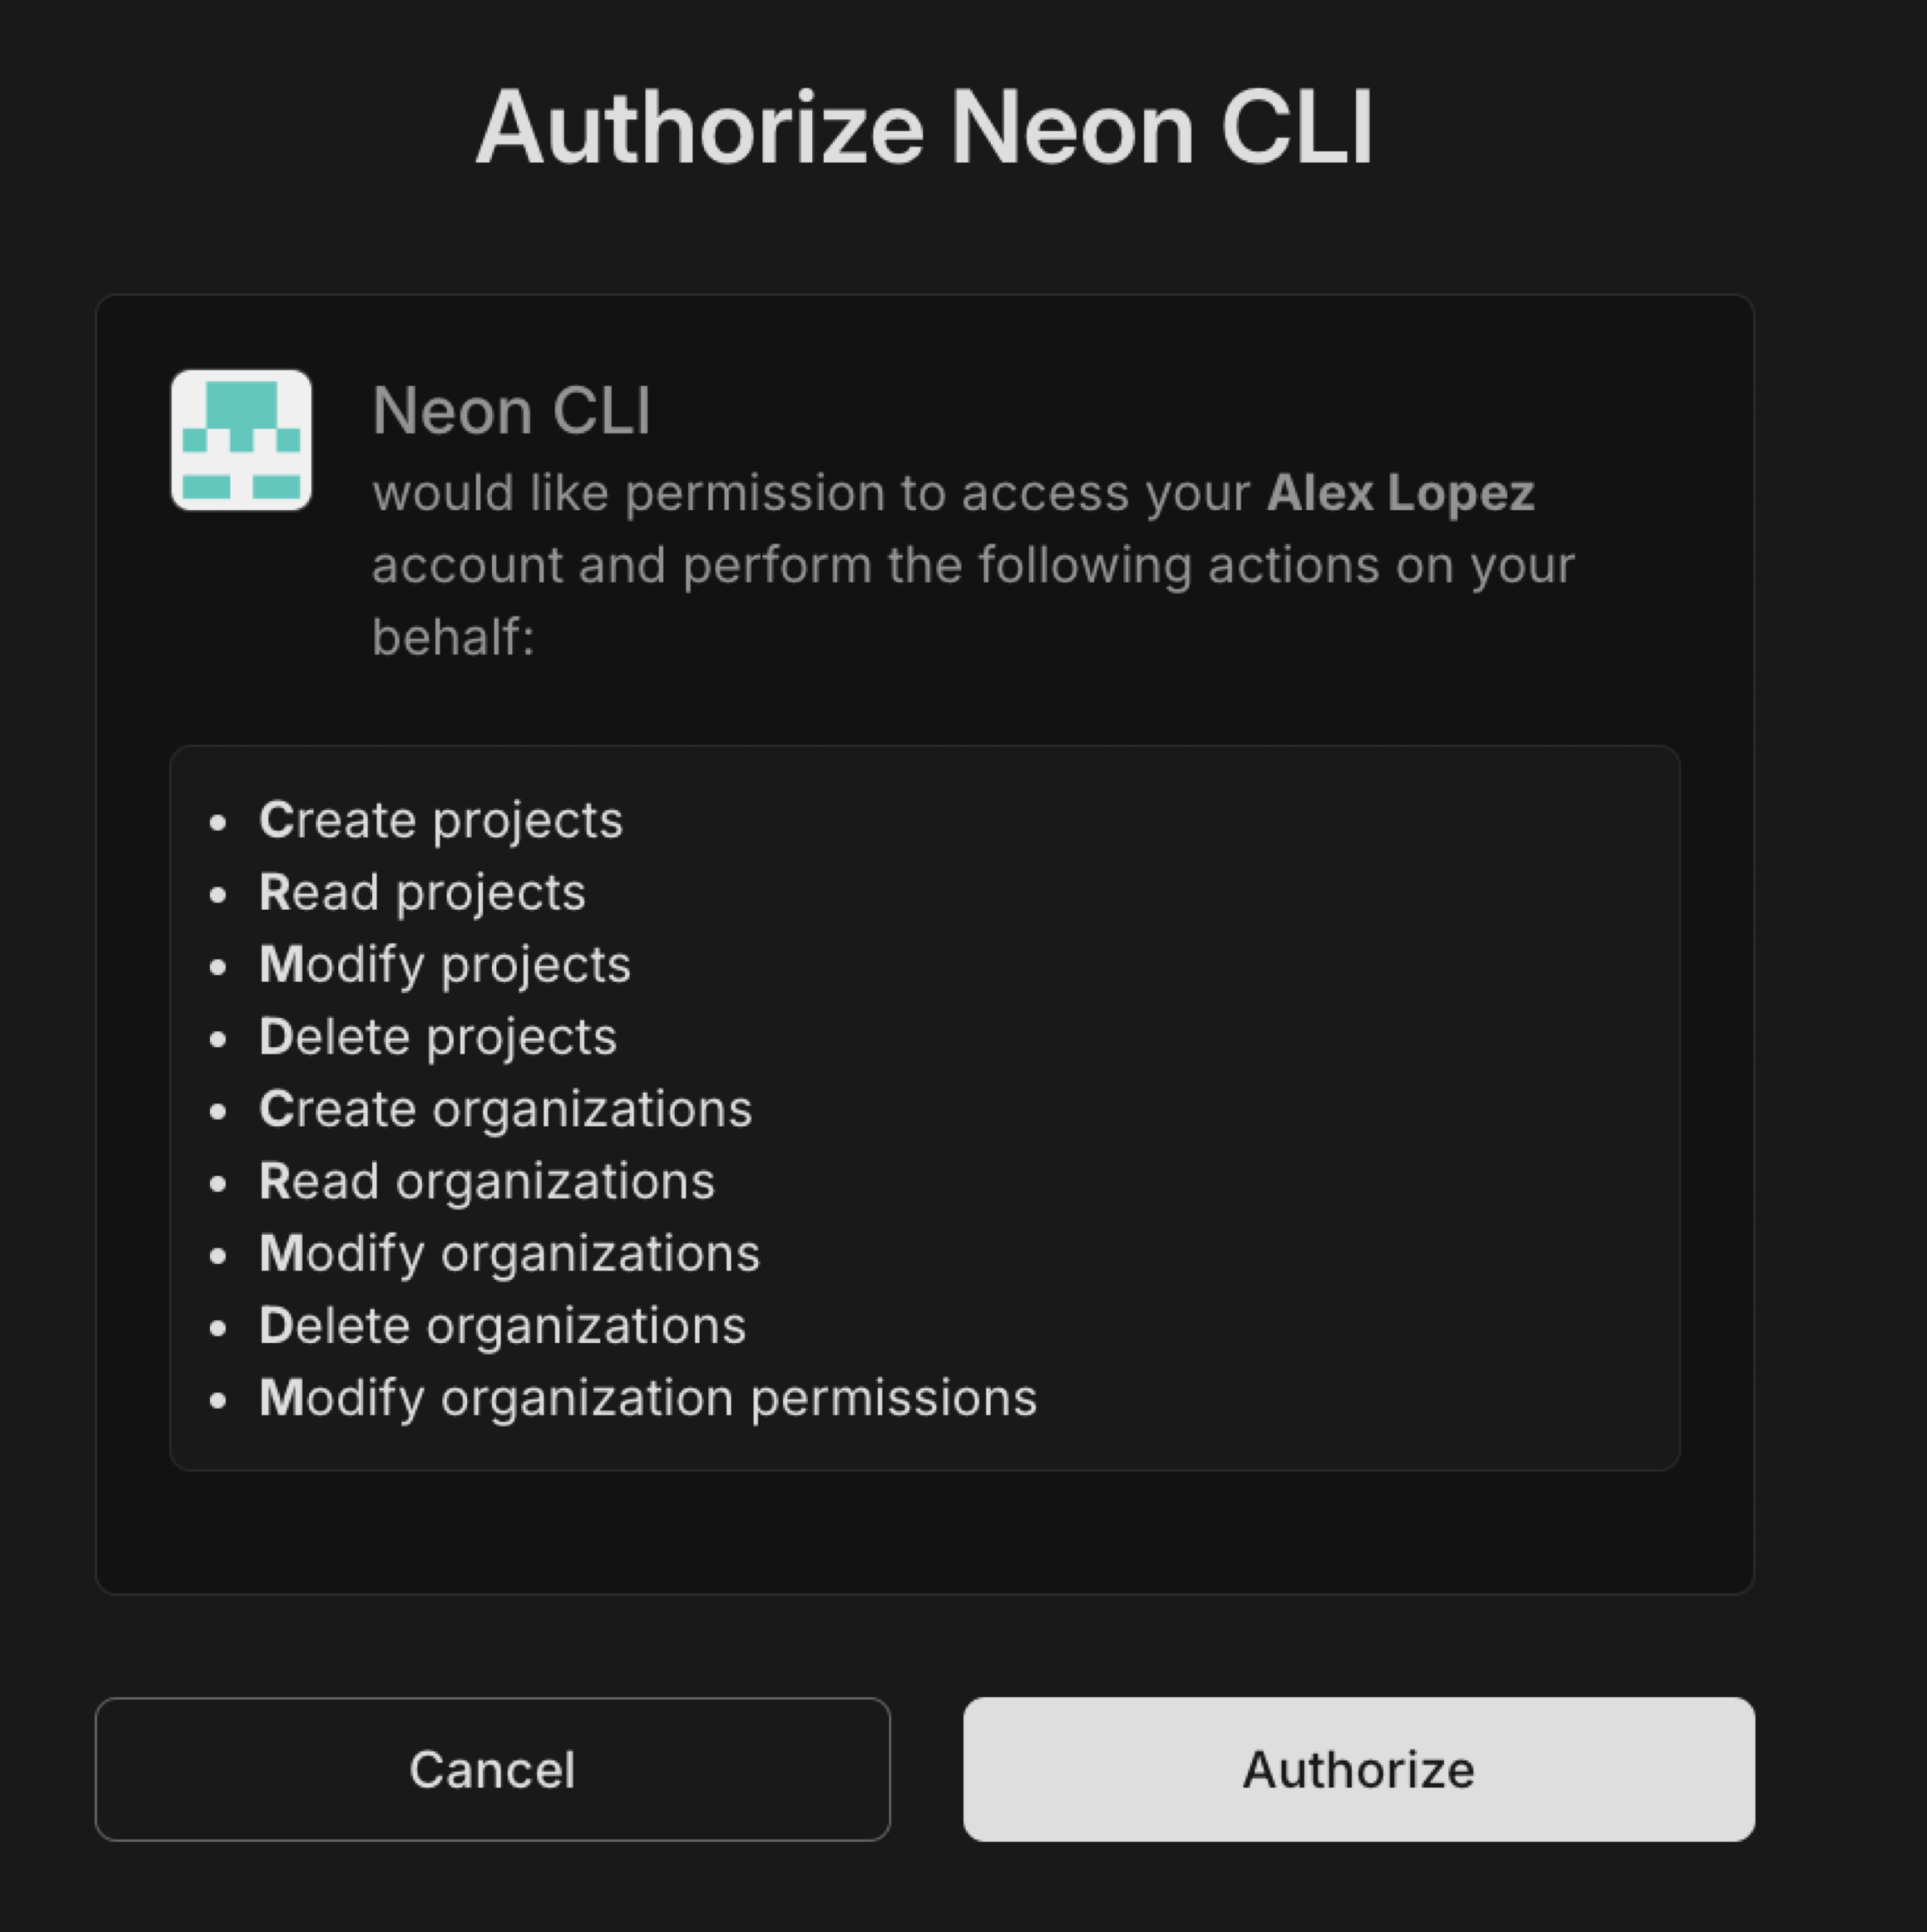 Authorize Neon CLI
Neon CLI
would like permission to access your Alex Lopez
account and perform the following actions on your
behalf:
• Create projects
• Read projects
• Modify projects
• Delete projects
• Create organizations
• Read organizations
• Modify organizations
• Delete organizations
• Modify organization permissions
Cancel
Authorize